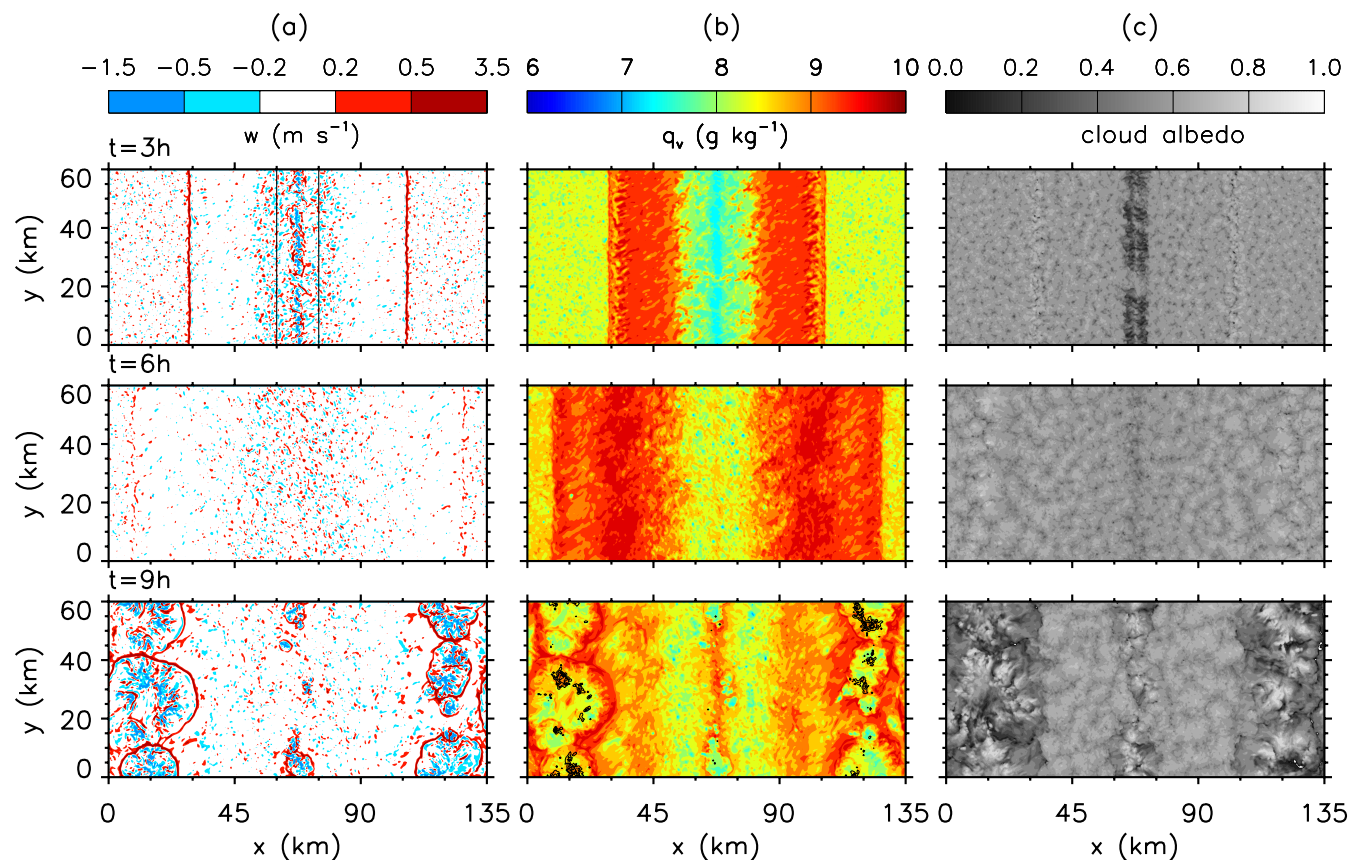 (a) (b) (c)
−1.5 −0.5 −0.2 0.2 0.5 3.5 6 7 8 9 10 0.0 0.2 0.4 0.6 0.8 1.0
w (m s⁻¹) qᵥ (g kg⁻¹) cloud albedo
t=3h
60
40
20
0
y (km)
t=6h
60
40
20
0
y (km)
t=9h
60
40
20
0
y (km)
0 45 90 135 0 45 90 135 0 45 90 135
x (km) x (km) x (km)